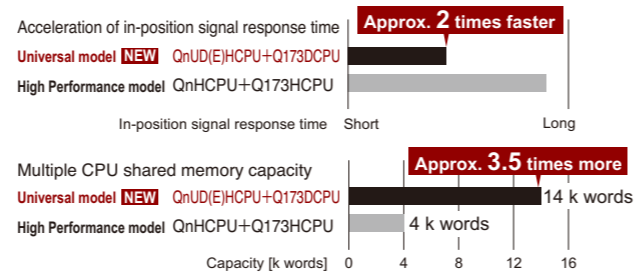 Acceleration of in-position signal response time
Approx. 2 times faster
Universal model NEW QnUD(E)HCPU+Q173DCPU
High Performance model QnHCPU+Q173HCPU
In-position signal response time Short Long
Multiple CPU shared memory capacity
Approx. 3.5 times more
Universal model NEW QnUD(E)HCPU+Q173DCPU 14 k words
High Performance model QnHCPU+Q173HCPU 4 k words
Capacity [k words] 0 4 8 12 16